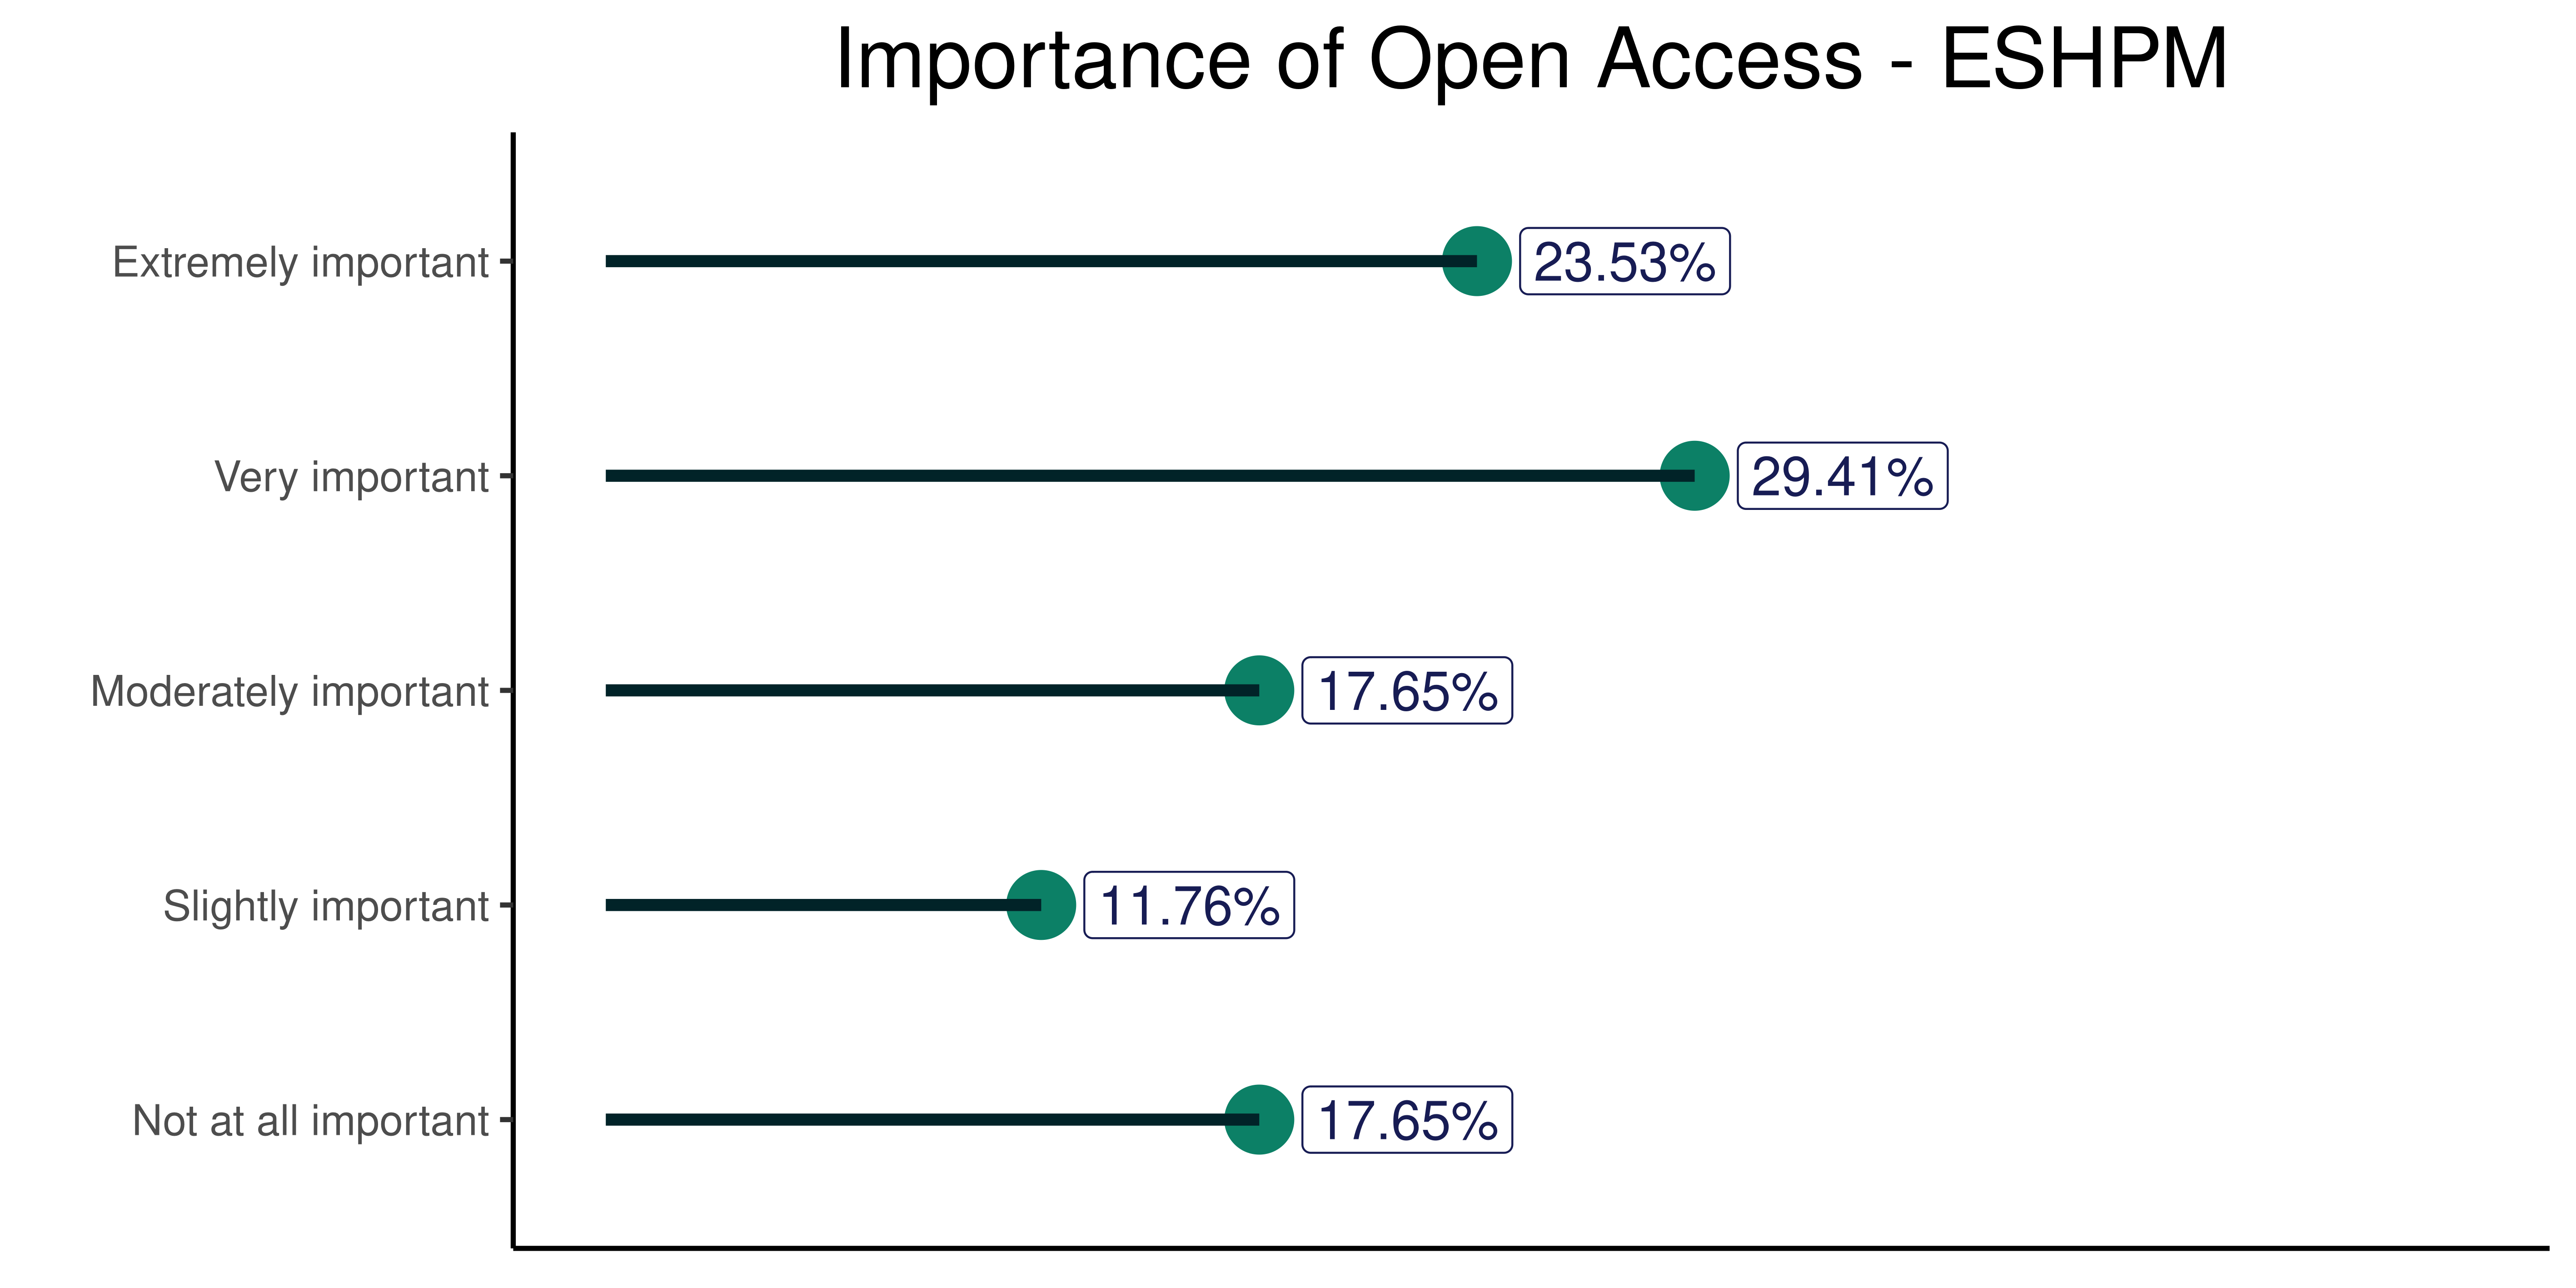 Importance of Open Access - ESHPM
Extremely important
23.53%
Very important
29.41%
Moderately important
17.65%
Slightly important
11.76%
Not at all important
17.65%